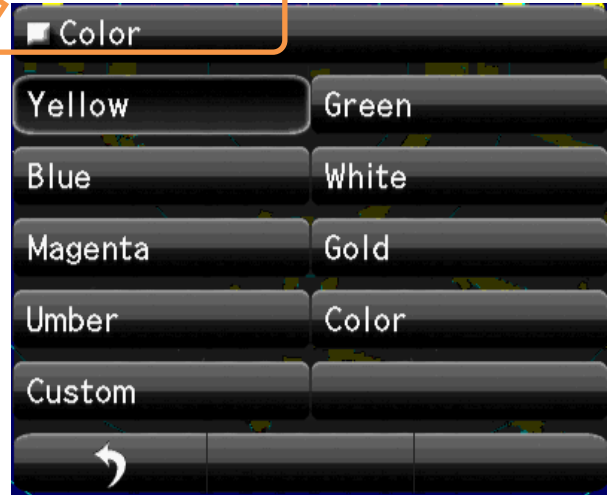 Color
Yellow Green
Blue White
Magenta Gold
Umber Color
Custom